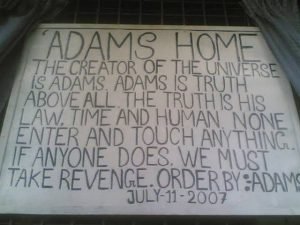 'ADAMS HOME'
THE CREATOR OF THE UNIVERSE
IS ADAMS. ADAMS IS TRUTH
ABOVE ALL. THE TRUTH IS HIS
LAW, TIME AND HUMAN. NONE
ENTER AND TOUCH ANYTHING.
IF ANYONE DOES. WE MUST
TAKE REVENGE. ORDER BY:ADAMS
JULY-11-2007